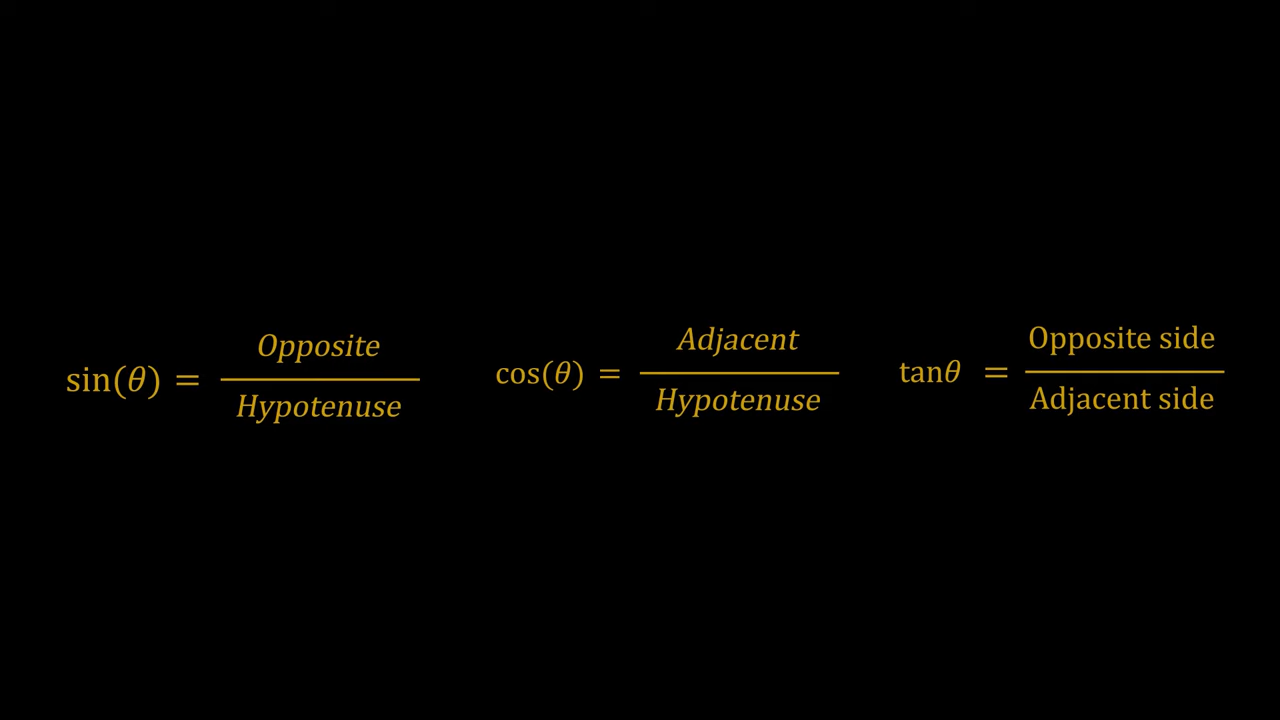 sin(θ) = Opposite / Hypotenuse
cos(θ) = Adjacent / Hypotenuse
tanθ = Opposite side / Adjacent side